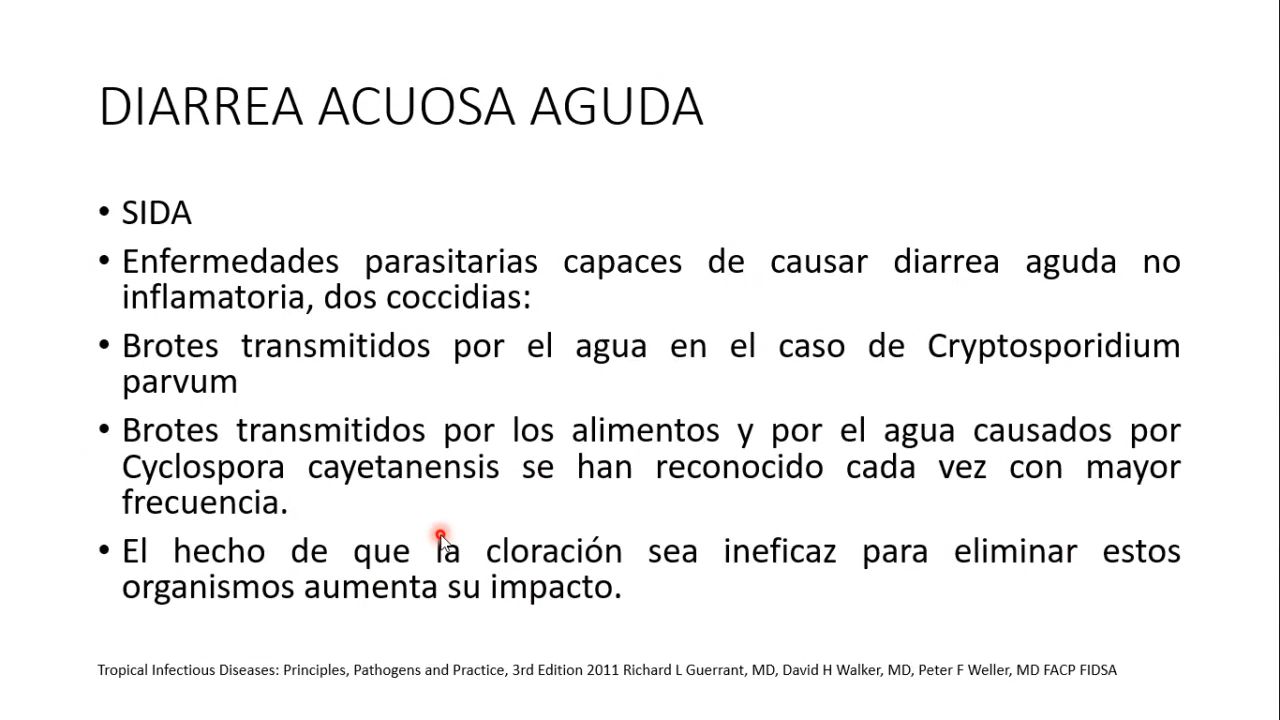 DIARREA ACUOSA AGUDA
• SIDA
• Enfermedades parasitarias capaces de causar diarrea aguda no
inflamatoria, dos coccidias:
• Brotes transmitidos por el agua en el caso de Cryptosporidium
parvum
• Brotes transmitidos por los alimentos y por el agua causados por
Cyclospora cayetanensis se han reconocido cada vez con mayor
frecuencia.
• El hecho de que la cloración sea ineficaz para eliminar estos
organismos aumenta su impacto.
Tropical Infectious Diseases: Principles, Pathogens and Practice, 3rd Edition 2011 Richard L Guerrant, MD, David H Walker, MD, Peter F Weller, MD FACP FIDSA